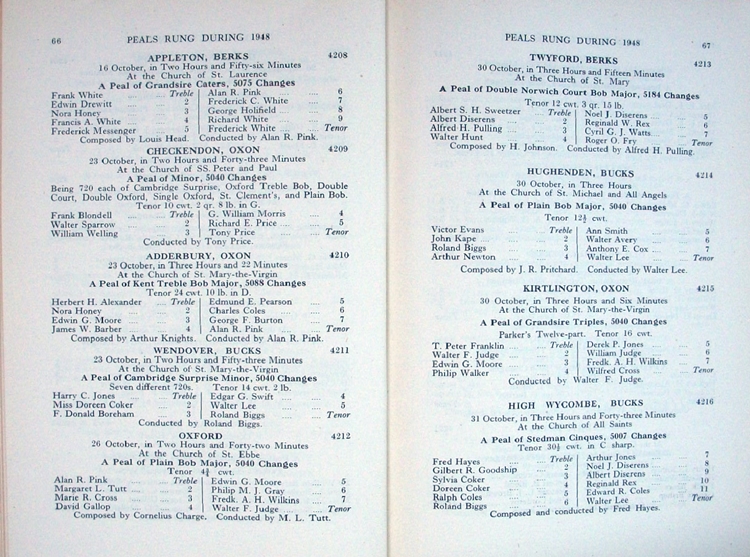 66 PEALS RUNG DURING 1948
APPLETON, BERKS 4208
16 October, in Two Hours and Fifty-six Minutes
At the Church of St. Laurence
A Peal of Grandsire Caters, 5075 Changes
Frank White .... Treble | Alan R. Pink .... 6
Edwin Drewitt .... 2 | Frederick C. White .... 7
Nora Honey .... 3 | George Holifield .... 8
Francis A. White .... 4 | Richard White .... 9
Frederick Messenger 5 | Frederick White .... Tenor
Composed by Louis Head. Conducted by Alan R. Pink.
CHECKENDON, OXON 4209
23 October, in Two Hours and Forty-three Minutes
At the Church of SS. Peter and Paul
A Peal of Minor, 5040 Changes
Being 720 each of Cambridge Surprise, Oxford Treble Bob, Double
Court, Double Oxford, Single Oxford, St. Clement's, and Plain Bob.
Tenor 10 cwt. 2 qr. 8 lb. in G.
Frank Blondell .... Treble | G. William Morris .... 4
Walter Sparrow .... 2 | Richard E. Price .... 5
William Welling .... 3 | Tony Price .... Tenor
Conducted by Tony Price.
ADDERBURY, OXON 4210
23 October, in Three Hours and 22 Minutes
At the Church of St. Mary-the-Virgin
A Peal of Kent Treble Bob Major, 5088 Changes
Tenor 24 cwt. 10 lb. in D.
Herbert H. Alexander .... Treble | Edmund E. Pearson .... 5
Nora Honey .... 2 | Charles Coles .... 6
Edwin G. Moore .... 3 | George F. Burton .... 7
James W. Barber .... 4 | Alan R. Pink .... Tenor
Composed by Arthur Knights. Conducted by Alan R. Pink.
WENDOVER, BUCKS 4211
23 October, in Two Hours and Fifty-three Minutes
At the Church of St. Mary-the-Virgin
A Peal of Cambridge Surprise Minor, 5040 Changes
Seven different 720s. Tenor 14 cwt. 2 lb.
Harry C. Jones .... Treble | Edgar G. Swift .... 4
Miss Doreen Coker .... 2 | Walter Lee .... 5
F. Donald Boreham .... 3 | Roland Biggs .... Tenor
Conducted by Roland Biggs.
OXFORD 4212
26 October, in Two Hours and Forty-two Minutes
At the Church of St. Ebbe
A Peal of Plain Bob Major, 5040 Changes
Tenor 4¼ cwt.
Alan R. Pink .... Treble | Edwin G. Moore .... 5
Margaret L. Tutt .... 2 | Philip M. J. Gray .... 6
Marie R. Cross .... 3 | Fredk. A. H. Wilkins .... 7
David Gallop .... 4 | Walter F. Judge .... Tenor
Composed by Cornelius Charge. Conducted by M. L. Tutt.
PEALS RUNG DURING 1948 67
TWYFORD, BERKS 4213
30 October, in Three Hours and Fifteen Minutes
At the Church of St. Mary
A Peal of Double Norwich Court Bob Major, 5184 Changes
Tenor 12 cwt. 3 qr. 15 lb.
Albert S. H. Sweetzer Treble | Noel J. Diserens .... 5
Albert Diserens .... 2 | Reginald W. Rex .... 6
Alfred H. Pulling .... 3 | Cyril G. J. Watts .... 7
Walter Hunt .... 4 | Roger O. Fry .... Tenor
Composed by H. Johnson. Conducted by Alfred H. Pulling.
HUGHENDEN, BUCKS 4214
30 October, in Three Hours
At the Church of St. Michael and All Angels
A Peal of Plain Bob Major, 5040 Changes
Tenor 12½ cwt.
Victor Evans .... Treble | Ann Smith .... 5
John Kape .... 2 | Walter Avery .... 6
Roland Biggs .... 3 | Anthony E. Cox .... 7
Arthur Newton .... 4 | Walter Lee .... Tenor
Composed by J. R. Pritchard. Conducted by Walter Lee.
KIRTLINGTON, OXON 4215
30 October, in Three Hours and Six Minutes
At the Church of St. Mary-the-Virgin
A Peal of Grandsire Triples, 5040 Changes
Parker's Twelve-part. Tenor 16 cwt.
T. Peter Franklin .... Treble | Derek P. Jones .... 5
Walter F. Judge .... 2 | William Judge .... 6
Edwin G. Moore .... 3 | Fredk. A. H. Wilkins .... 7
Philip Walker .... 4 | Wilfred Cross .... Tenor
Conducted by Walter F. Judge.
HIGH WYCOMBE, BUCKS 4216
31 October, in Three Hours and Forty-three Minutes
At the Church of All Saints
A Peal of Stedman Cinques, 5007 Changes
Tenor 30½ cwt. in C sharp.
Fred Hayes .... Treble | Arthur Jones .... 7
Gilbert R. Goodship 2 | Noel J. Diserens .... 8
Sylvia Coker .... 3 | Albert Diserens .... 9
Doreen Coker .... 4 | Reginald Rex .... 10
Ralph Coles .... 5 | Edward R. Coles .... 11
Roland Biggs .... 6 | Walter Lee .... Tenor
Composed and conducted by Fred Hayes.